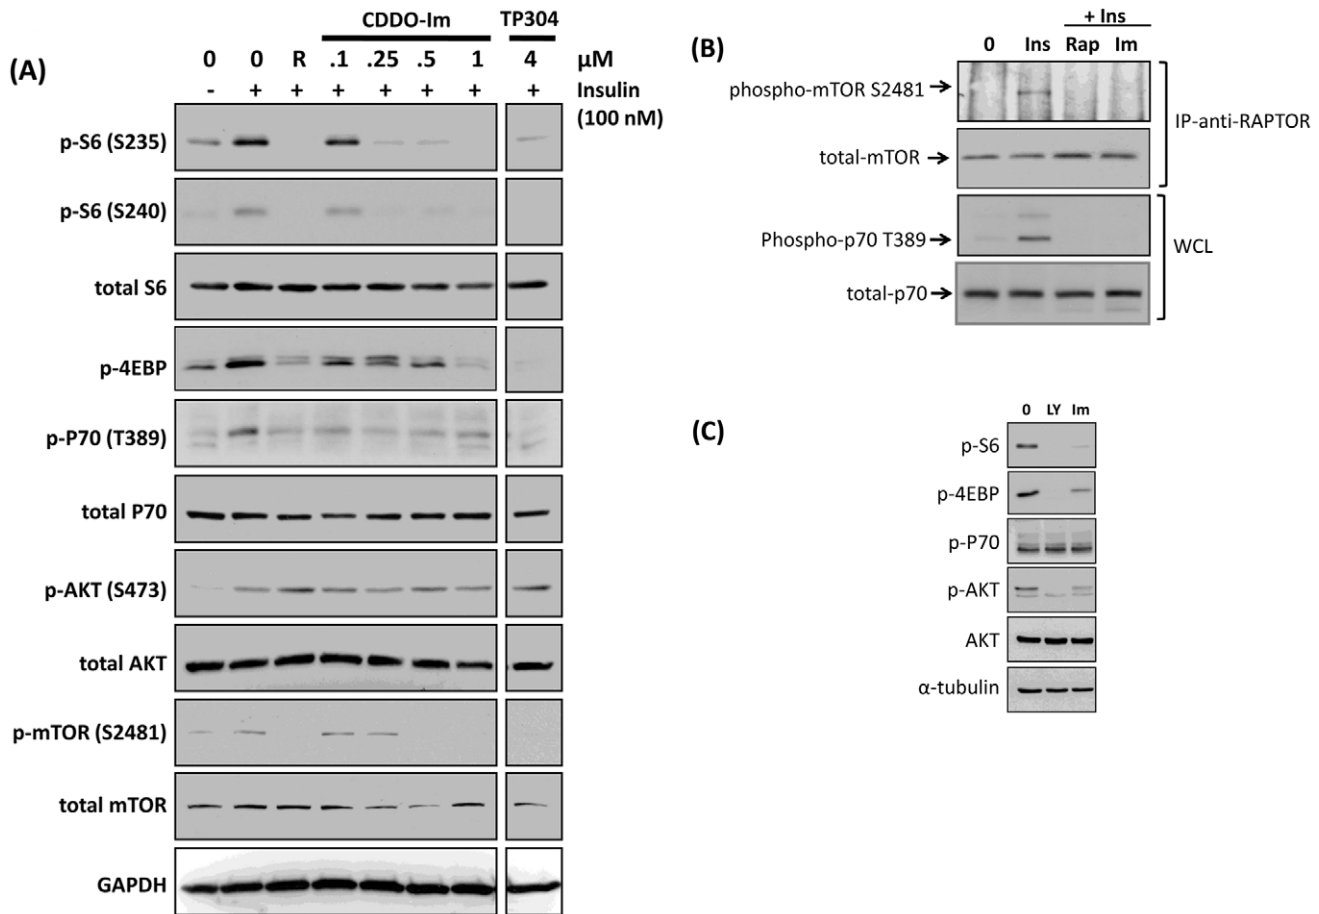 (A)
CDDO-Im TP304
0 0 R .1 .25 .5 1 4 µM
- + + + + + + + Insulin
(100 nM)
p-S6 (S235)
p-S6 (S240)
total S6
p-4EBP
p-P70 (T389)
total P70
p-AKT (S473)
total AKT
p-mTOR (S2481)
total mTOR
GAPDH
(B)
+ Ins
0 Ins Rap Im
phospho-mTOR S2481
total-mTOR
IP-anti-RAPTOR
Phospho-p70 T389
total-p70
WCL
(C)
0 LY Im
p-S6
p-4EBP
p-P70
p-AKT
AKT
α-tubulin